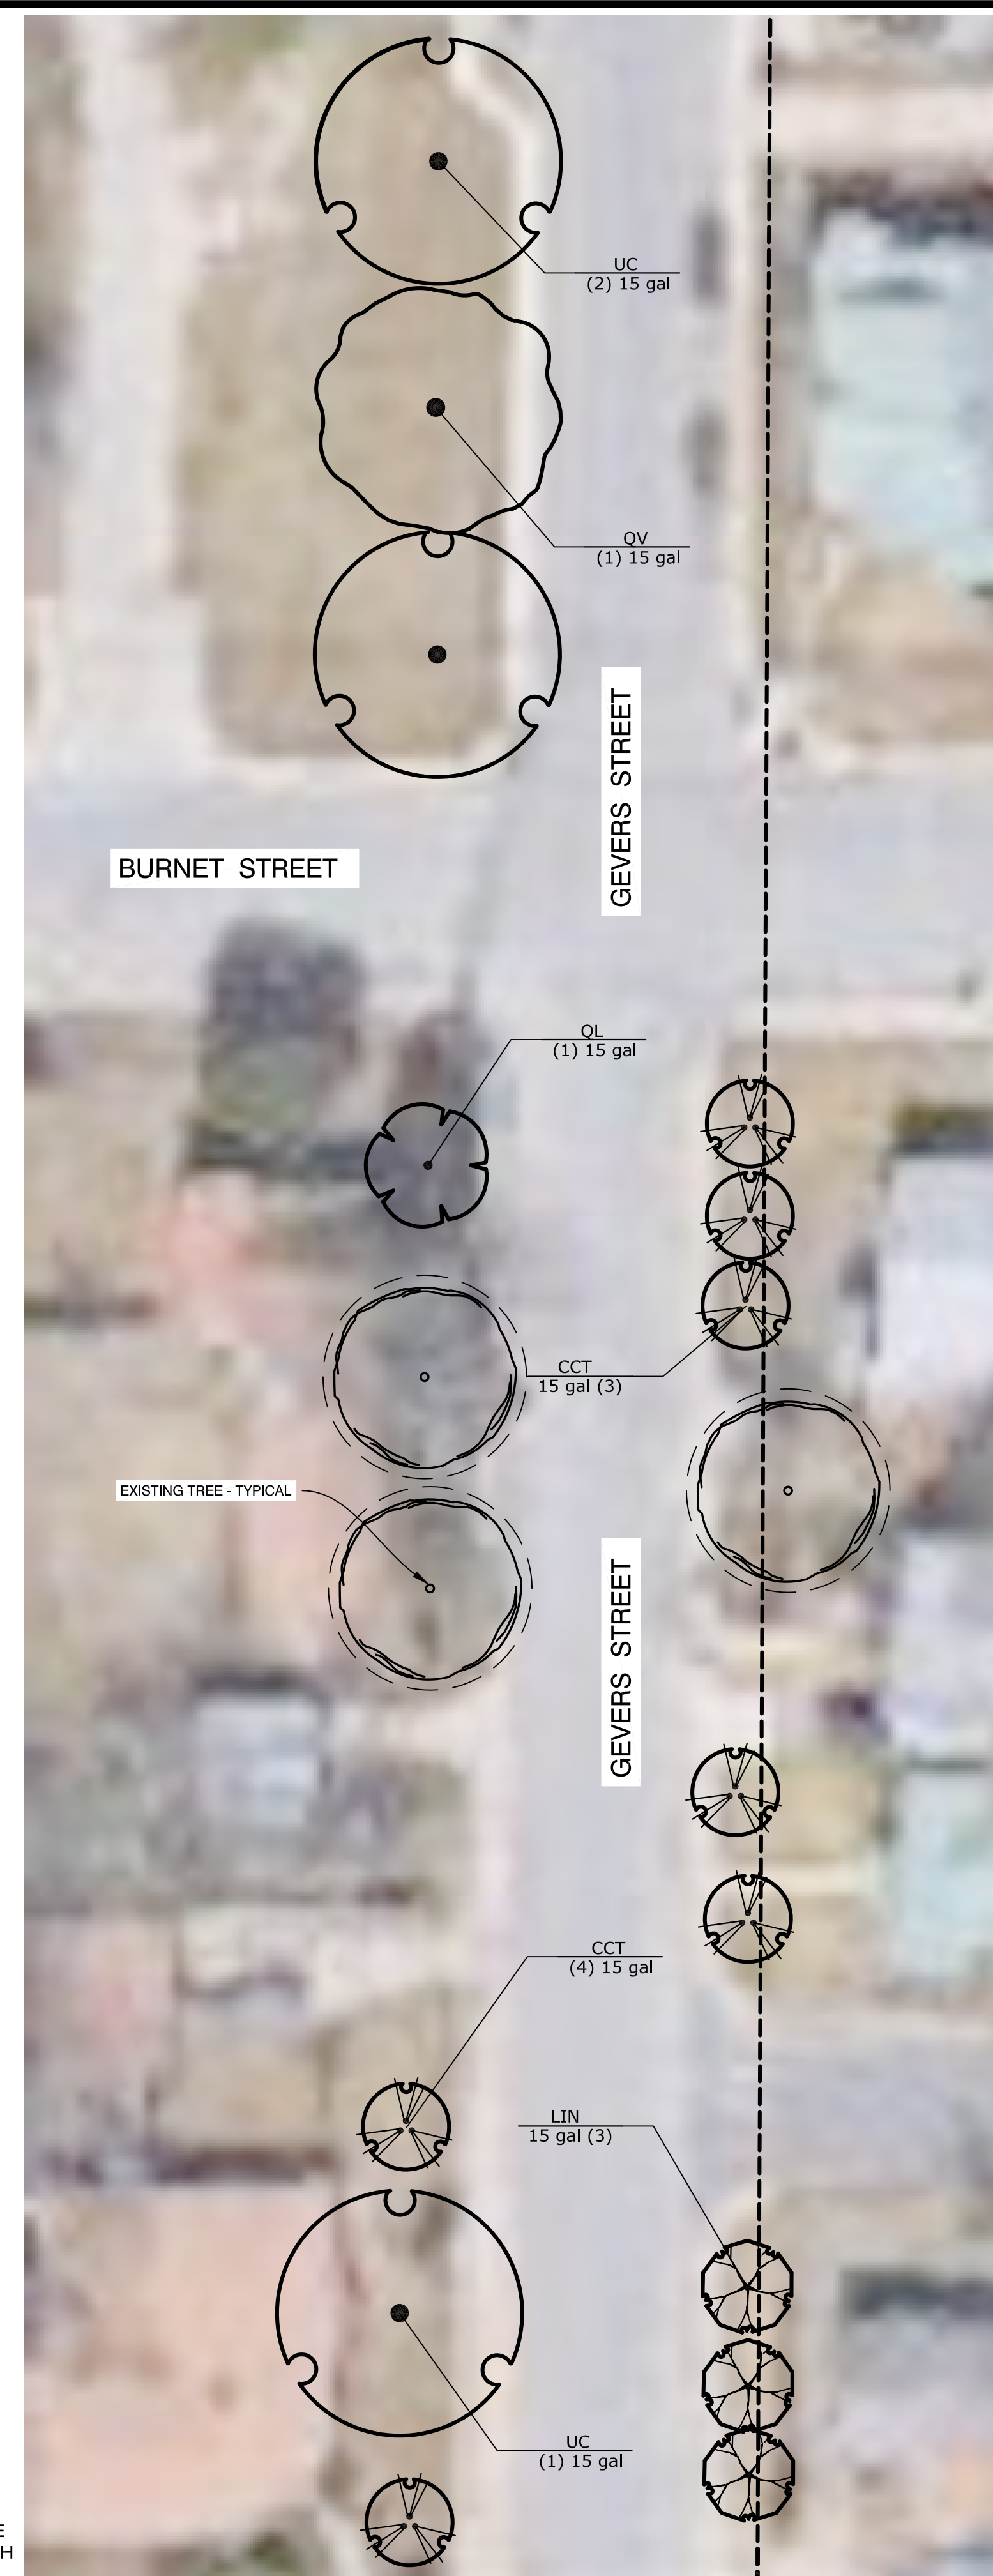 UC
(2) 15 gal
QV
(1) 15 gal
GEVERS STREET
BURNET STREET
QL
(1) 15 gal
CCT
15 gal (3)
EXISTING TREE - TYPICAL
GEVERS STREET
CCT
(4) 15 gal
LIN
15 gal (3)
UC
(1) 15 gal
E
H